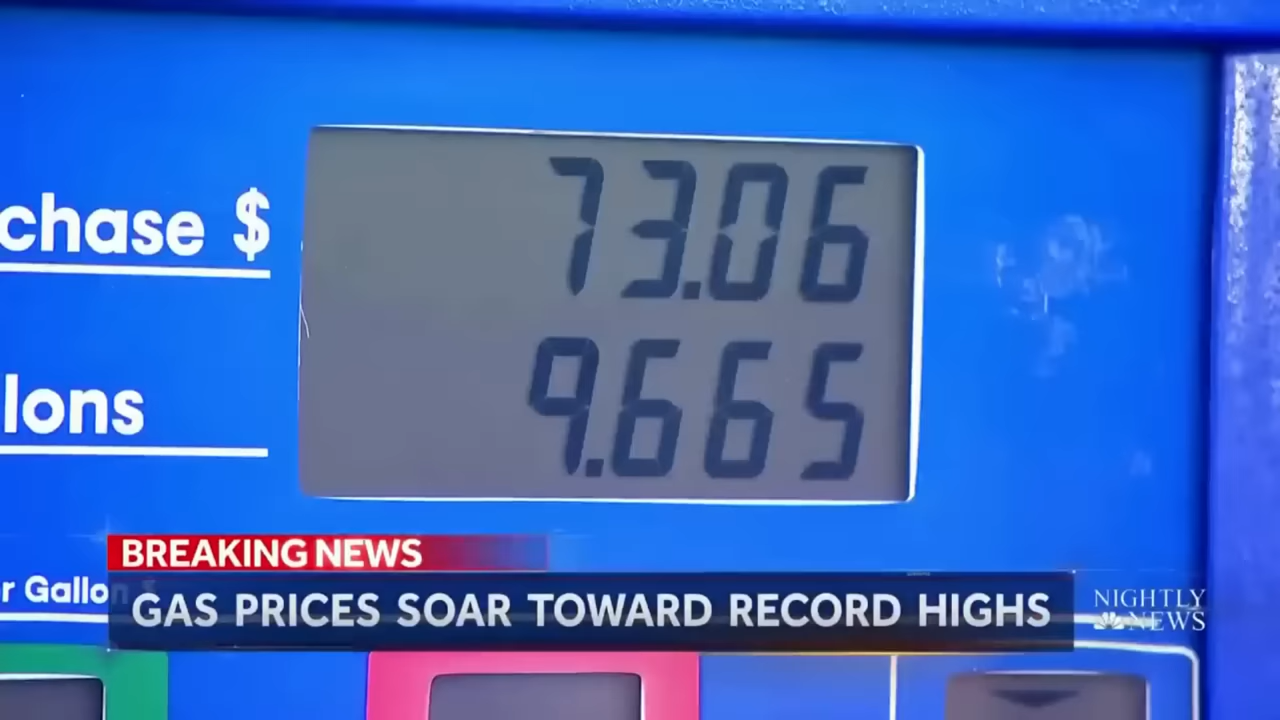 chase $
73.06
lons
9.665
BREAKING NEWS
r Gallon
GAS PRICES SOAR TOWARD RECORD HIGHS
NIGHTLY
NEWS